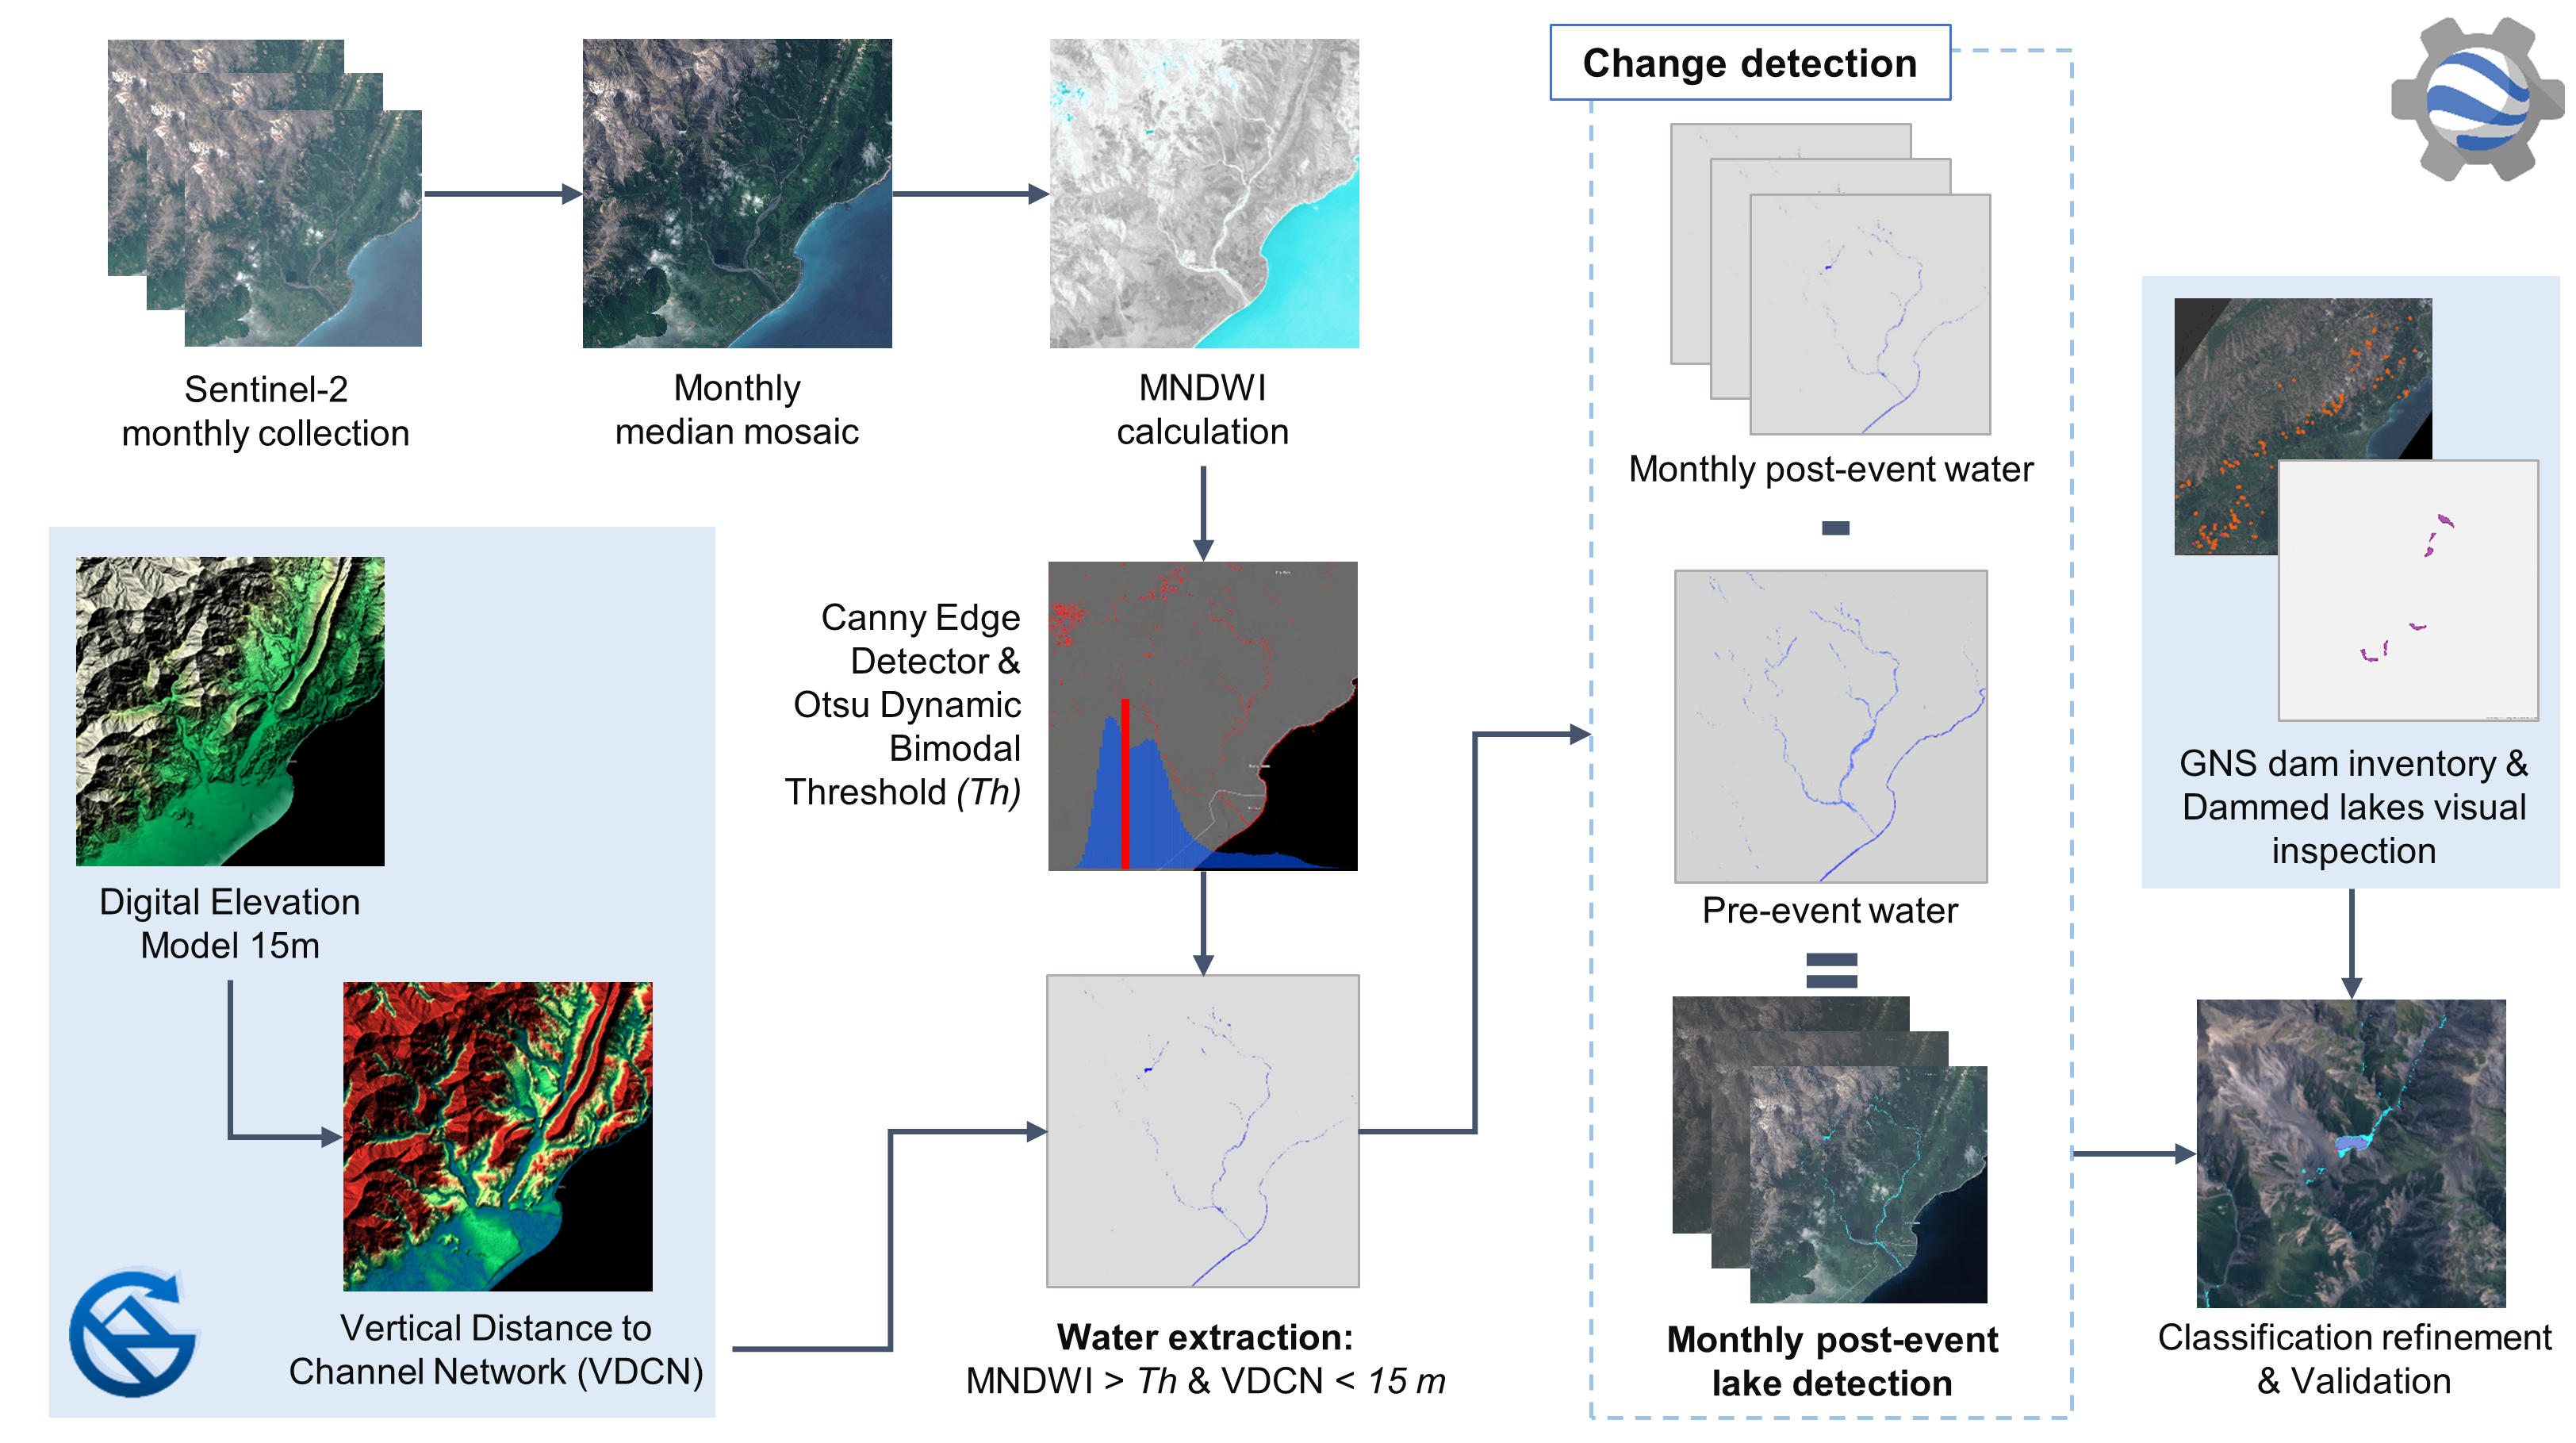 Sentinel-2
monthly collection
Monthly
median mosaic
MNDWI
calculation
Canny Edge
Detector &
Otsu Dynamic
Bimodal
Threshold (Th)
Digital Elevation
Model 15m
Vertical Distance to
Channel Network (VDCN)
Water extraction:
MNDWI > Th & VDCN < 15 m
Change detection
Monthly post-event water
-
Pre-event water
=
Monthly post-event
lake detection
GNS dam inventory &
Dammed lakes visual
inspection
Classification refinement
& Validation